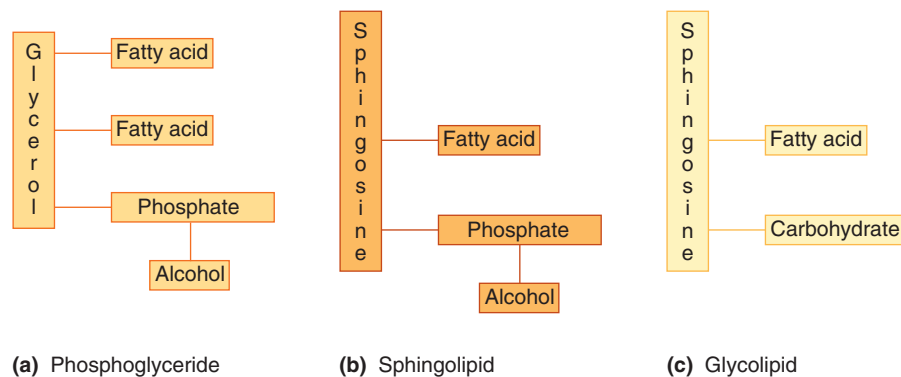 Glycerol
Fatty acid
Fatty acid
Phosphate
Alcohol
(a) Phosphoglyceride
Sphingosine
Fatty acid
Phosphate
Alcohol
(b) Sphingolipid
Sphingosine
Fatty acid
Carbohydrate
(c) Glycolipid